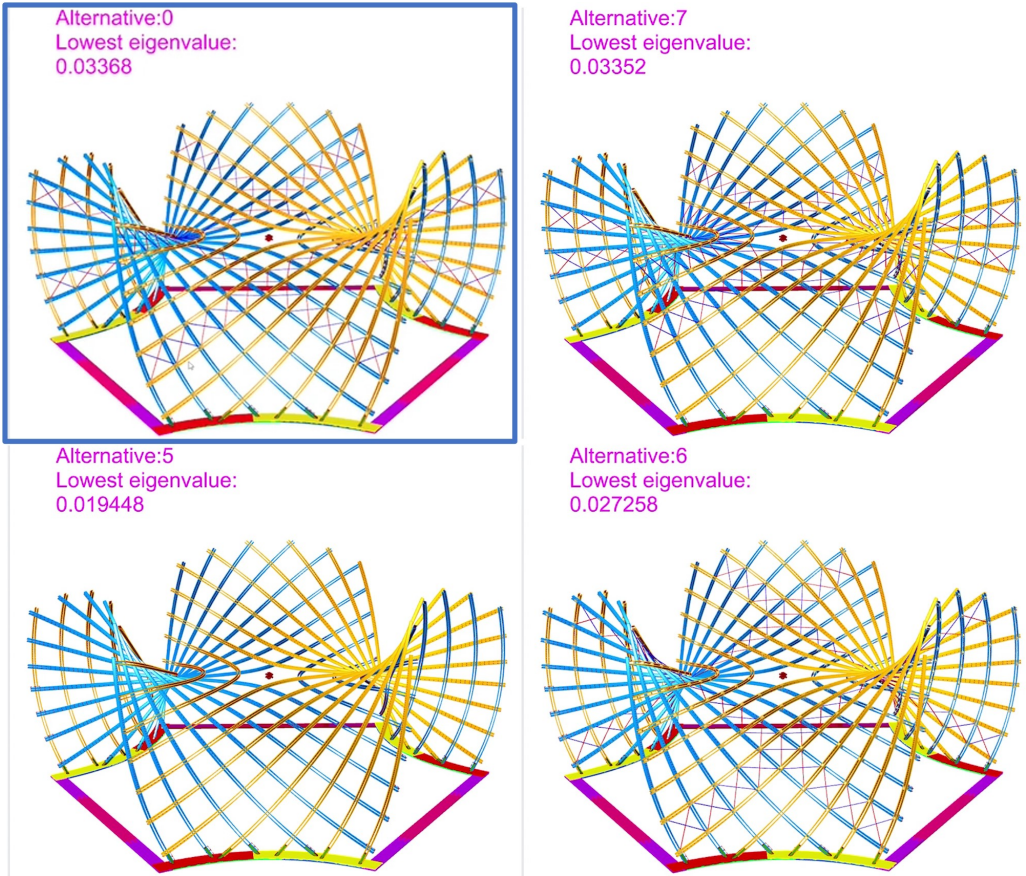 Alternative:0
Lowest eigenvalue:
0.03368
Alternative:7
Lowest eigenvalue:
0.03352
Alternative:5
Lowest eigenvalue:
0.019448
Alternative:6
Lowest eigenvalue:
0.027258